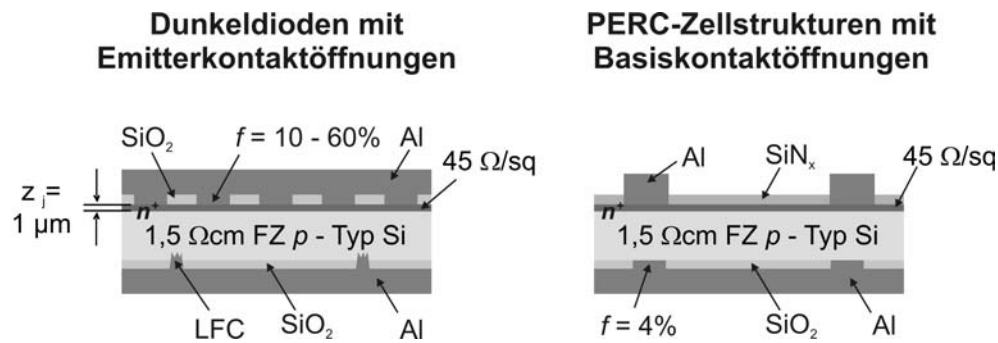 Dunkeldioden mit
Emitterkontaktöffnungen
SiO₂
f = 10 - 60%
Al
45 Ω/sq
z j=
1 µm
n⁺
1,5 Ωcm FZ p - Typ Si
LFC
SiO₂
Al
PERC-Zellstrukturen mit
Basiskontaktöffnungen
Al
SiNₓ
45 Ω/sq
n⁺
1,5 Ωcm FZ p - Typ Si
f = 4%
SiO₂
Al